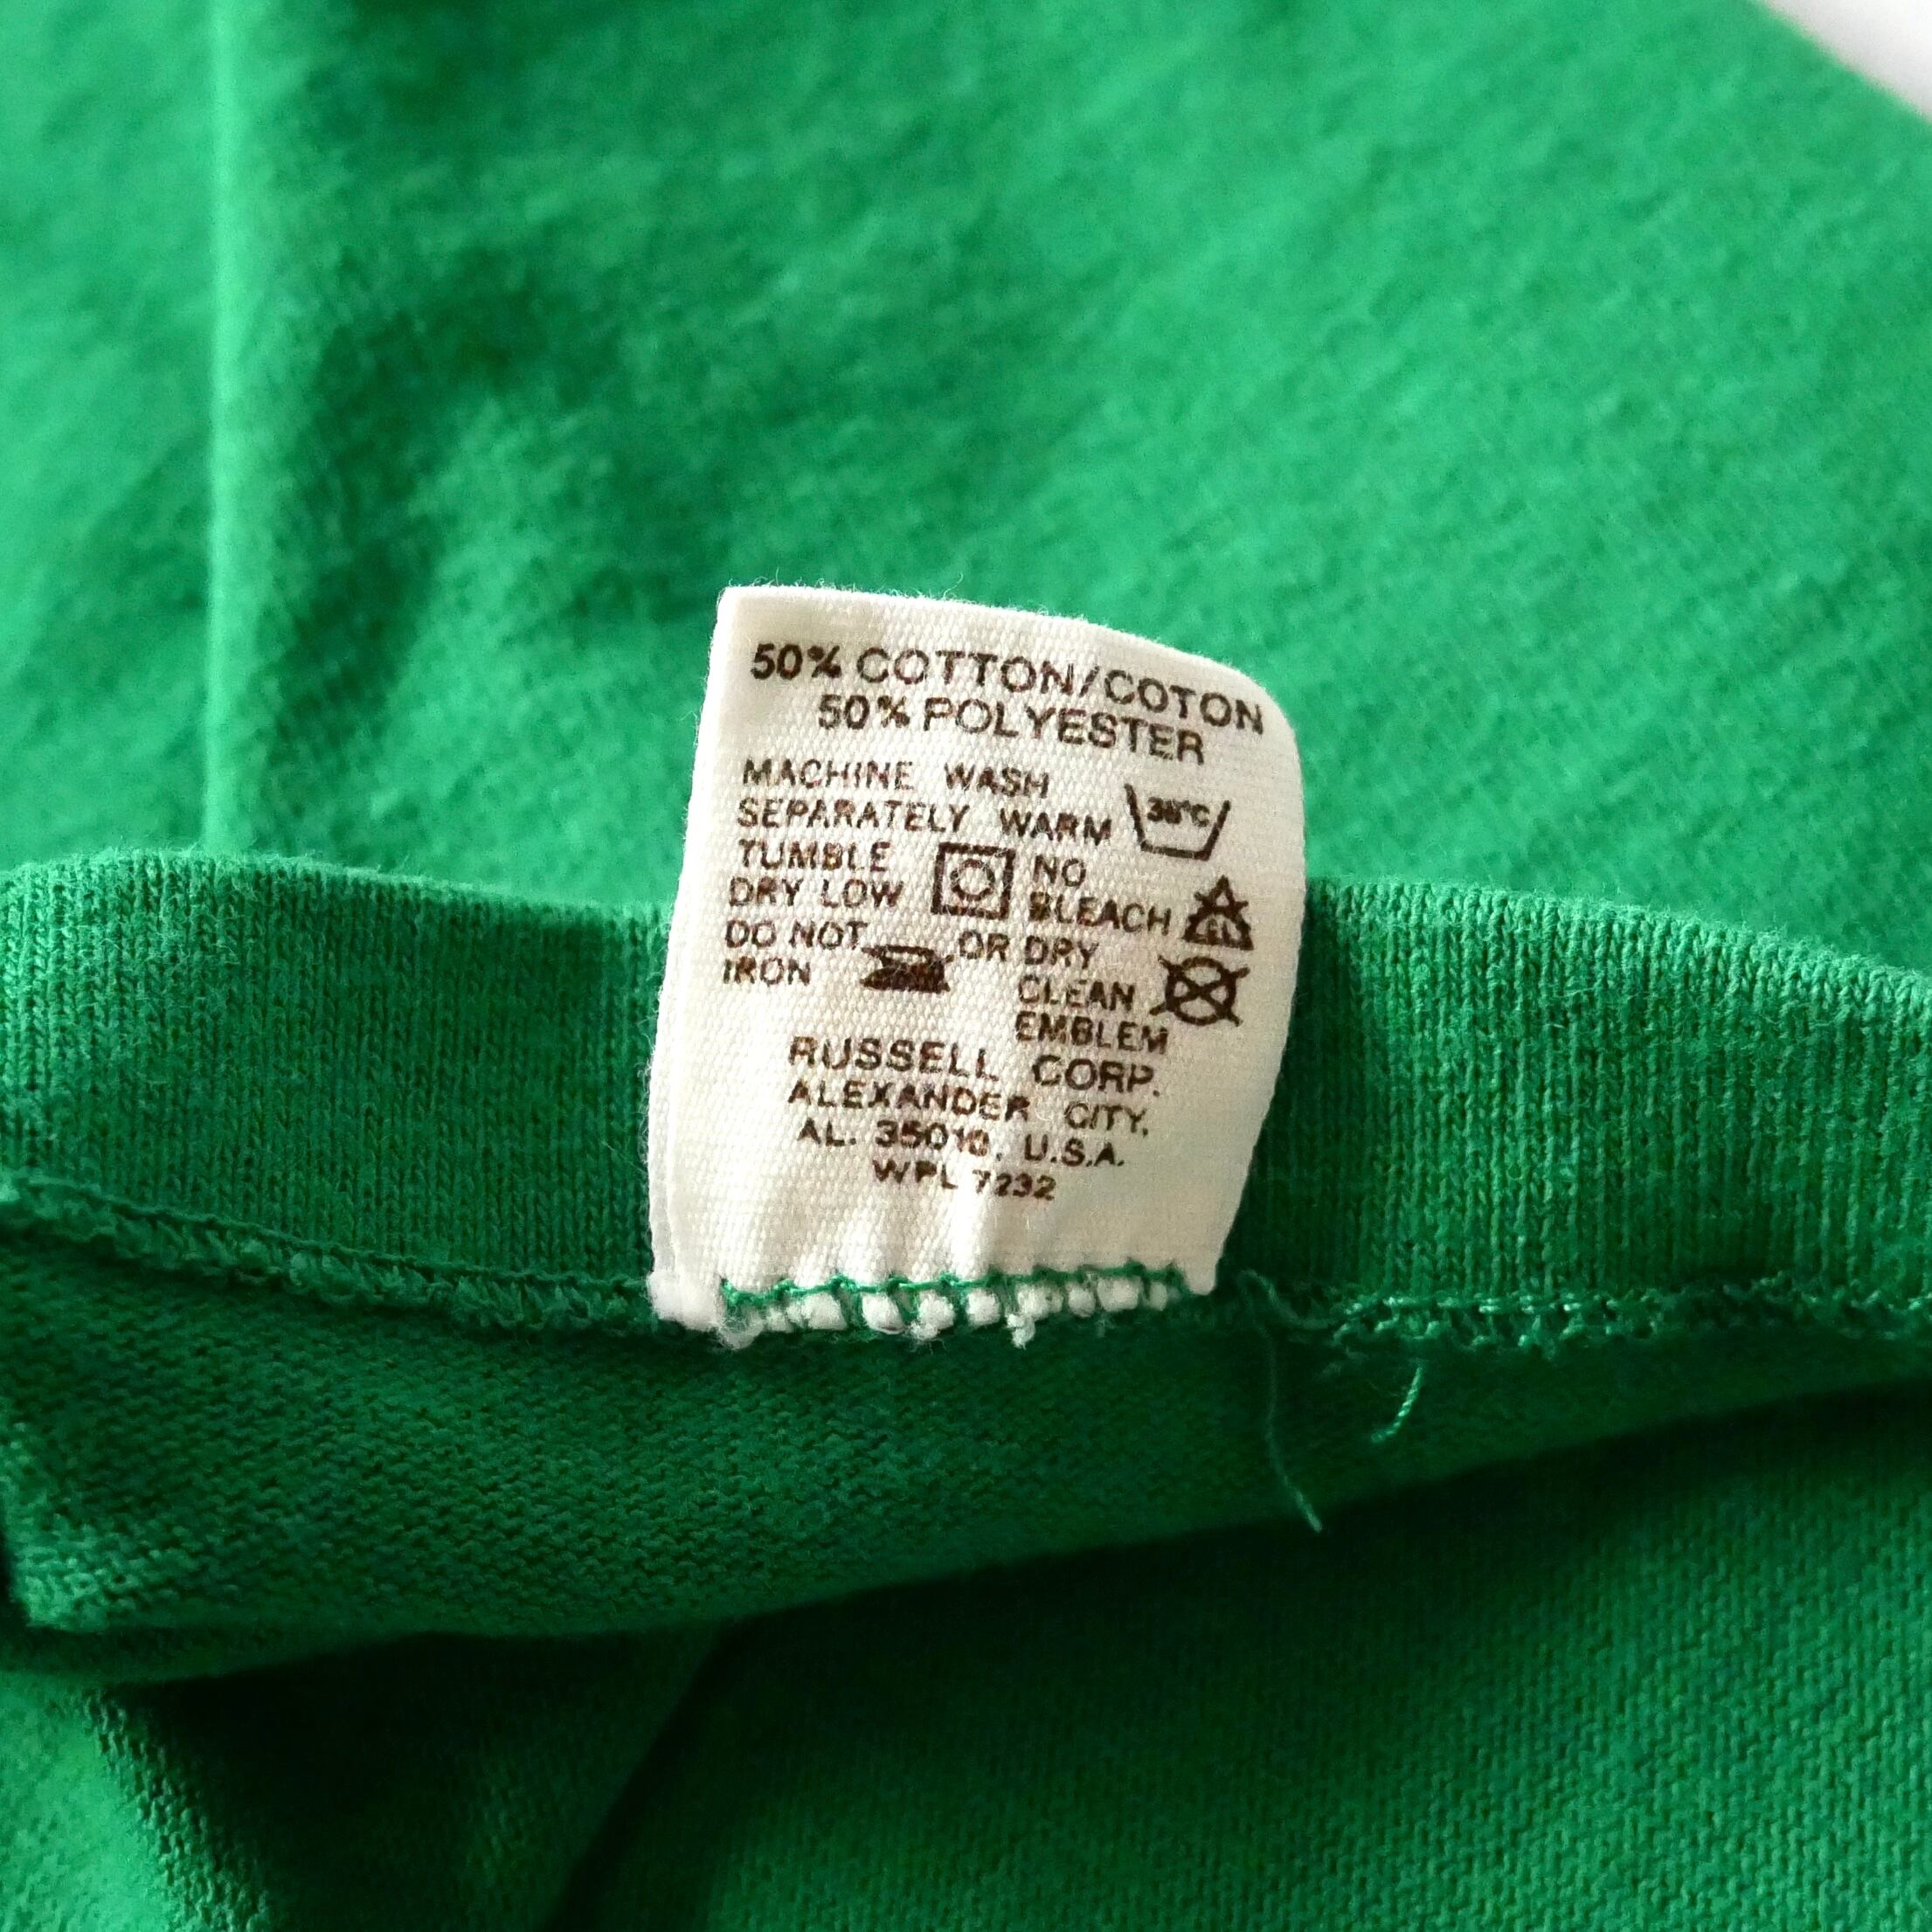 50% COTTON/COTON
50% POLYESTER
MACHINE WASH
SEPARATELY WARM 38°C
TUMBLE
DRY LOW
NO
BLEACH
DO NOT
IRON
OR DRY
CLEAN
EMBLEM
RUSSELL CORP.
ALEXANDER CITY,
AL. 35010, U.S.A.
WPL 7232